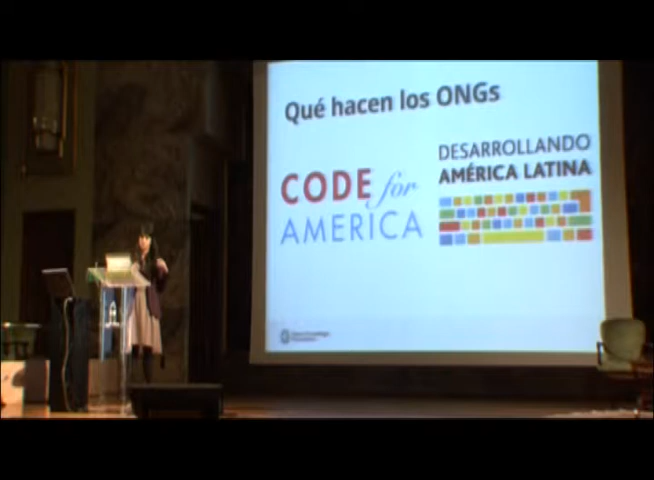 Qué hacen los ONGs
CODE for
AMERICA
DESARROLLANDO
AMÉRICA LATINA